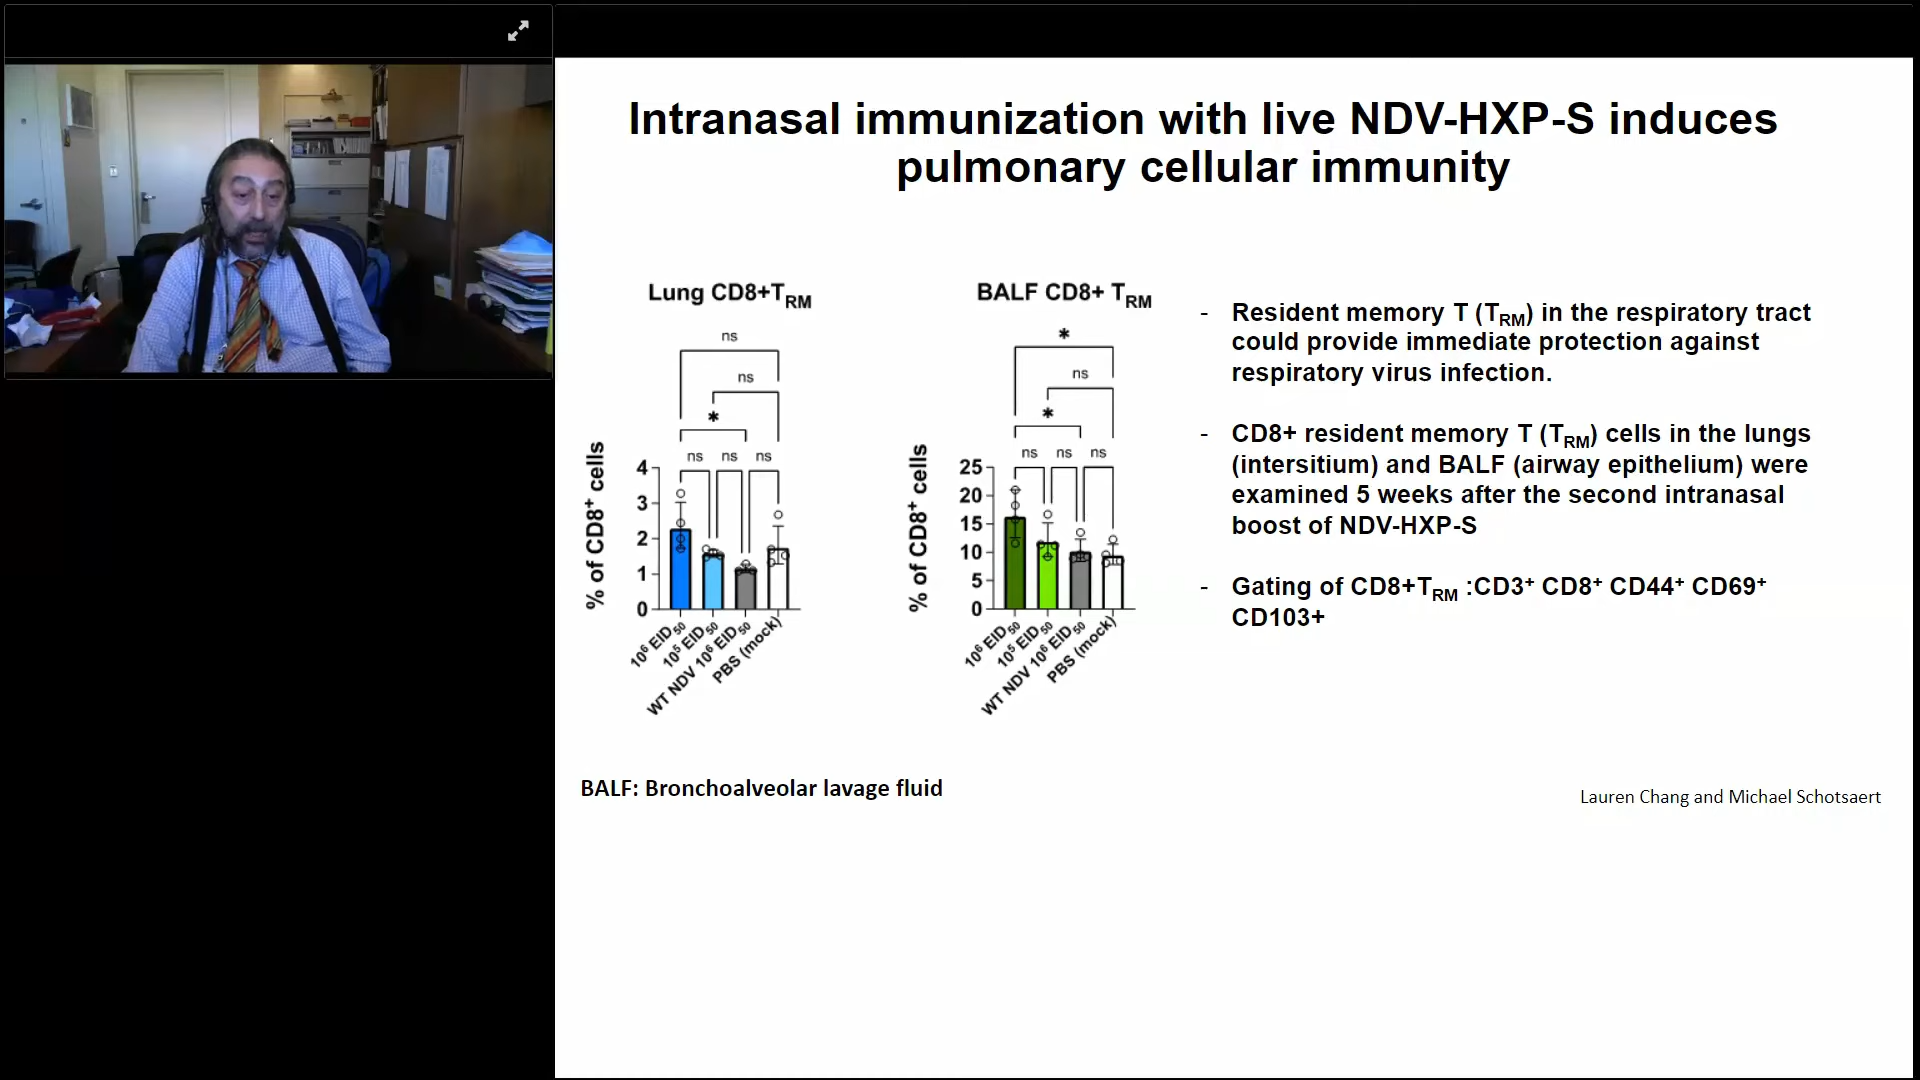 Intranasal immunization with live NDV-HXP-S induces
pulmonary cellular immunity
Lung CD8+TRM
ns
ns
*
ns ns ns
% of CD8+ cells
4
3
2
1
0
10⁶ EID₅₀
10⁵ EID₅₀
WT NDV 10⁶ EID₅₀
PBS (mock)
BALF CD8+ TRM
*
ns
*
ns ns ns
% of CD8+ cells
25
20
15
10
5
0
10⁶ EID₅₀
10⁵ EID₅₀
WT NDV 10⁶ EID₅₀
PBS (mock)
- Resident memory T (TRM) in the respiratory tract
could provide immediate protection against
respiratory virus infection.
- CD8+ resident memory T (TRM) cells in the lungs
(intersitium) and BALF (airway epithelium) were
examined 5 weeks after the second intranasal
boost of NDV-HXP-S
- Gating of CD8+TRM :CD3⁺ CD8⁺ CD44⁺ CD69⁺
CD103+
BALF: Bronchoalveolar lavage fluid
Lauren Chang and Michael Schotsaert